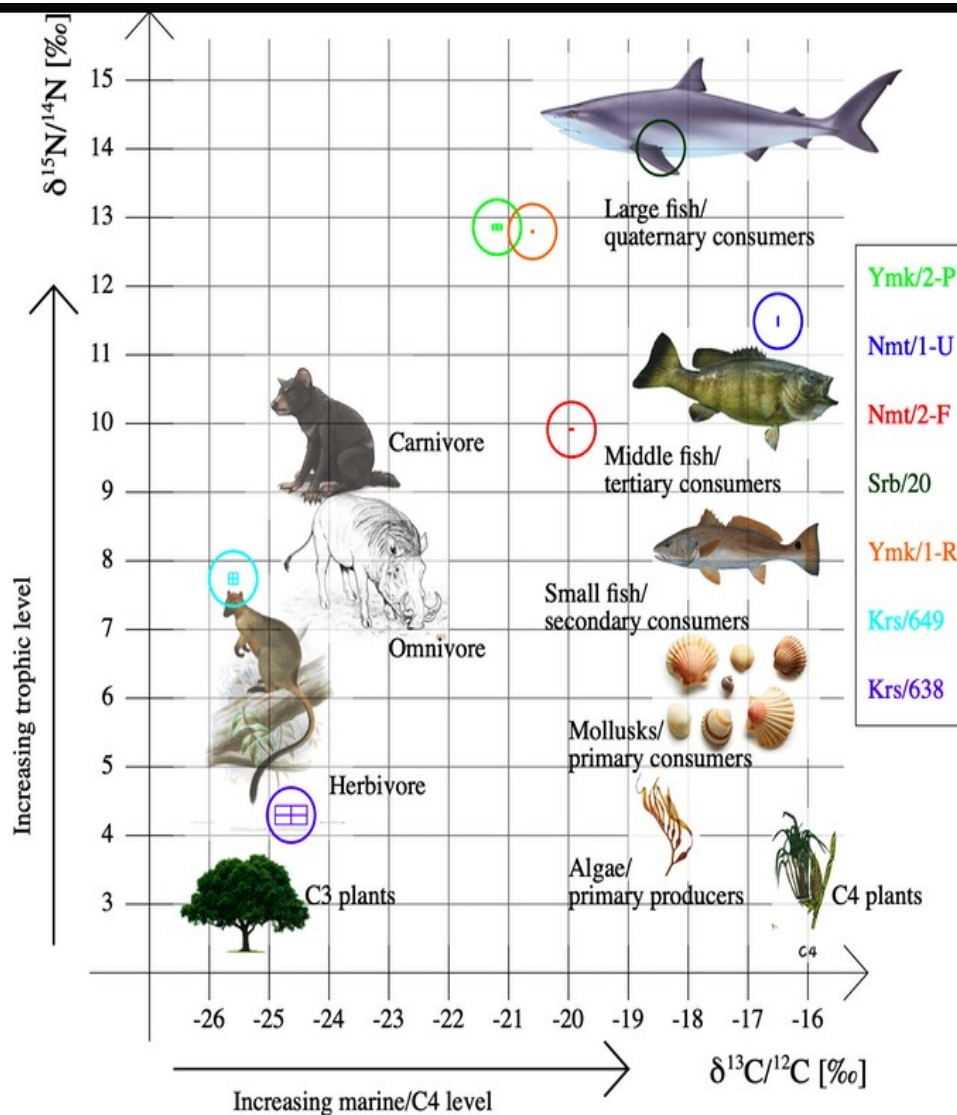 δ¹⁵N/¹⁴N [‰]
15
14
13
12
11
10
9
8
7
6
5
4
3
Increasing trophic level
Large fish/
quaternary consumers
Middle fish/
tertiary consumers
Small fish/
secondary consumers
Mollusks/
primary consumers
Algae/
primary producers
Carnivore
Omnivore
Herbivore
C3 plants
C4 plants
C4
Ymk/2-P
Nmt/1-U
Nmt/2-F
Srb/20
Ymk/1-R
Krs/649
Krs/638
-26 -25 -24 -23 -22 -21 -20 -19 -18 -17 -16
δ¹³C/¹²C [‰]
Increasing marine/C4 level